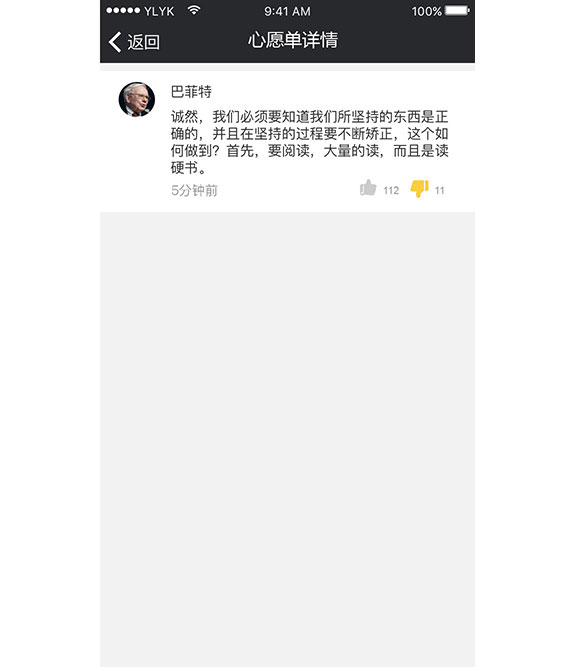 YLYK 9:41 AM 100%
返回 心愿单详情
巴菲特
诚然，我们必须要知道我们所坚持的东西是正
确的，并且在坚持的过程要不断矫正，这个如
何做到？首先，要阅读，大量的读，而且是读
硬书。
5分钟前 112 11